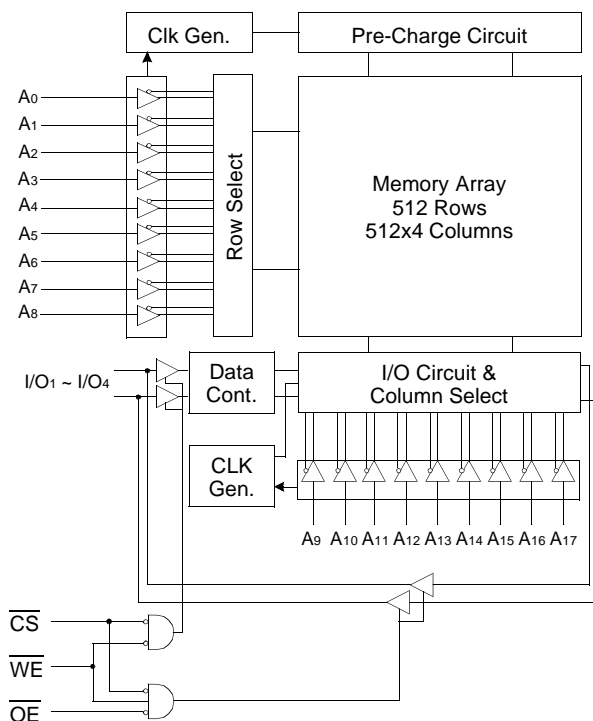 Clk Gen.
Pre-Charge Circuit
A0
A1
A2
A3
A4
A5
A6
A7
A8
Row Select
Memory Array
512 Rows
512x4 Columns
I/O1 ~ I/O4
Data
Cont.
I/O Circuit &
Column Select
CLK
Gen.
A9 A10 A11 A12 A13 A14 A15 A16 A17
CS
WE
OE